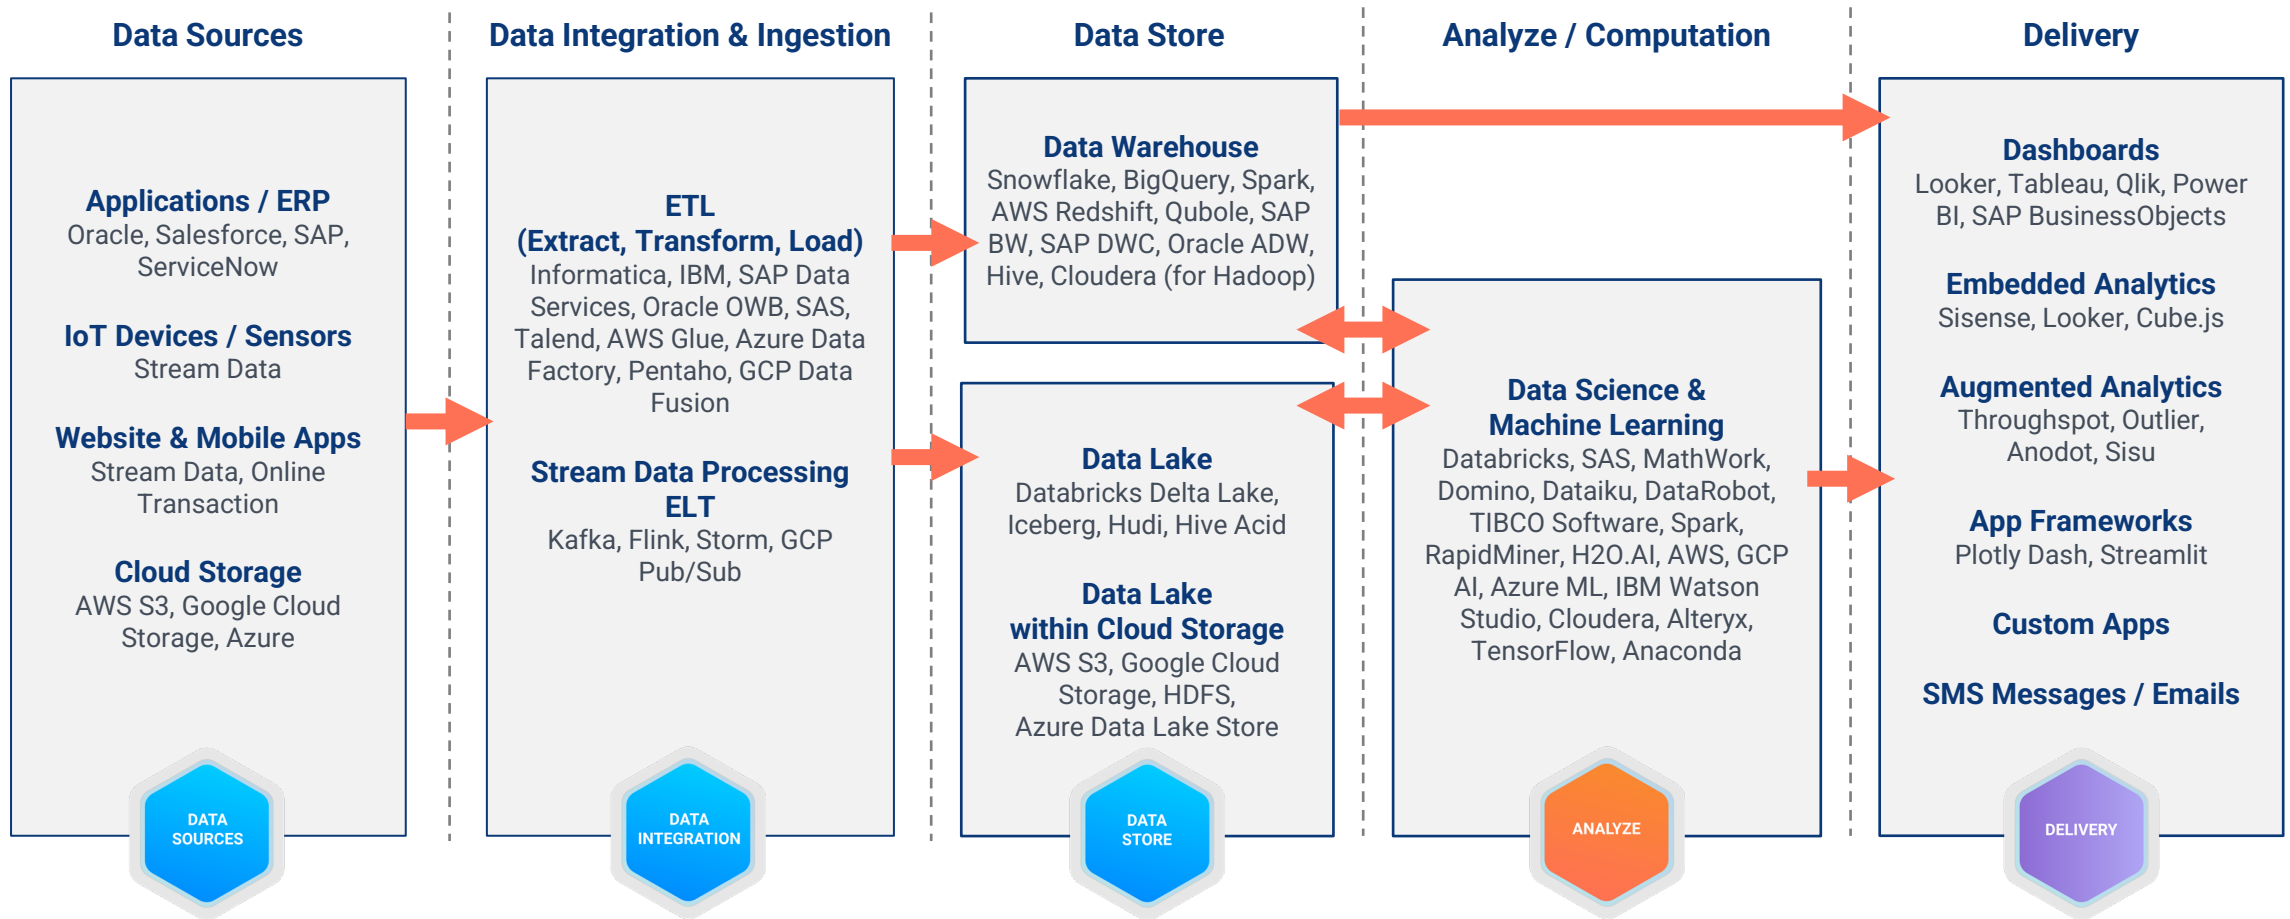 Data Sources
Applications / ERP
Oracle, Salesforce, SAP,
ServiceNow
IoT Devices / Sensors
Stream Data
Website & Mobile Apps
Stream Data, Online
Transaction
Cloud Storage
AWS S3, Google Cloud
Storage, Azure
DATA
SOURCES
Data Integration & Ingestion
ETL
(Extract, Transform, Load)
Informatica, IBM, SAP Data
Services, Oracle OWB, SAS,
Talend, AWS Glue, Azure Data
Factory, Pentaho, GCP Data
Fusion
Stream Data Processing
ELT
Kafka, Flink, Storm, GCP
Pub/Sub
DATA
INTEGRATION
Data Store
Data Warehouse
Snowflake, BigQuery, Spark,
AWS Redshift, Qubole, SAP
BW, SAP DWC, Oracle ADW,
Hive, Cloudera (for Hadoop)
Data Lake
Databricks Delta Lake,
Iceberg, Hudi, Hive Acid
Data Lake
within Cloud Storage
AWS S3, Google Cloud
Storage, HDFS,
Azure Data Lake Store
DATA
STORE
Analyze / Computation
Data Science &
Machine Learning
Databricks, SAS, MathWork,
Domino, Dataiku, DataRobot,
TIBCO Software, Spark,
RapidMiner, H2O.AI, AWS, GCP
AI, Azure ML, IBM Watson
Studio, Cloudera, Alteryx,
TensorFlow, Anaconda
ANALYZE
Delivery
Dashboards
Looker, Tableau, Qlik, Power
BI, SAP BusinessObjects
Embedded Analytics
Sisense, Looker, Cube.js
Augmented Analytics
Throughspot, Outlier,
Anodot, Sisu
App Frameworks
Plotly Dash, Streamlit
Custom Apps
SMS Messages / Emails
DELIVERY